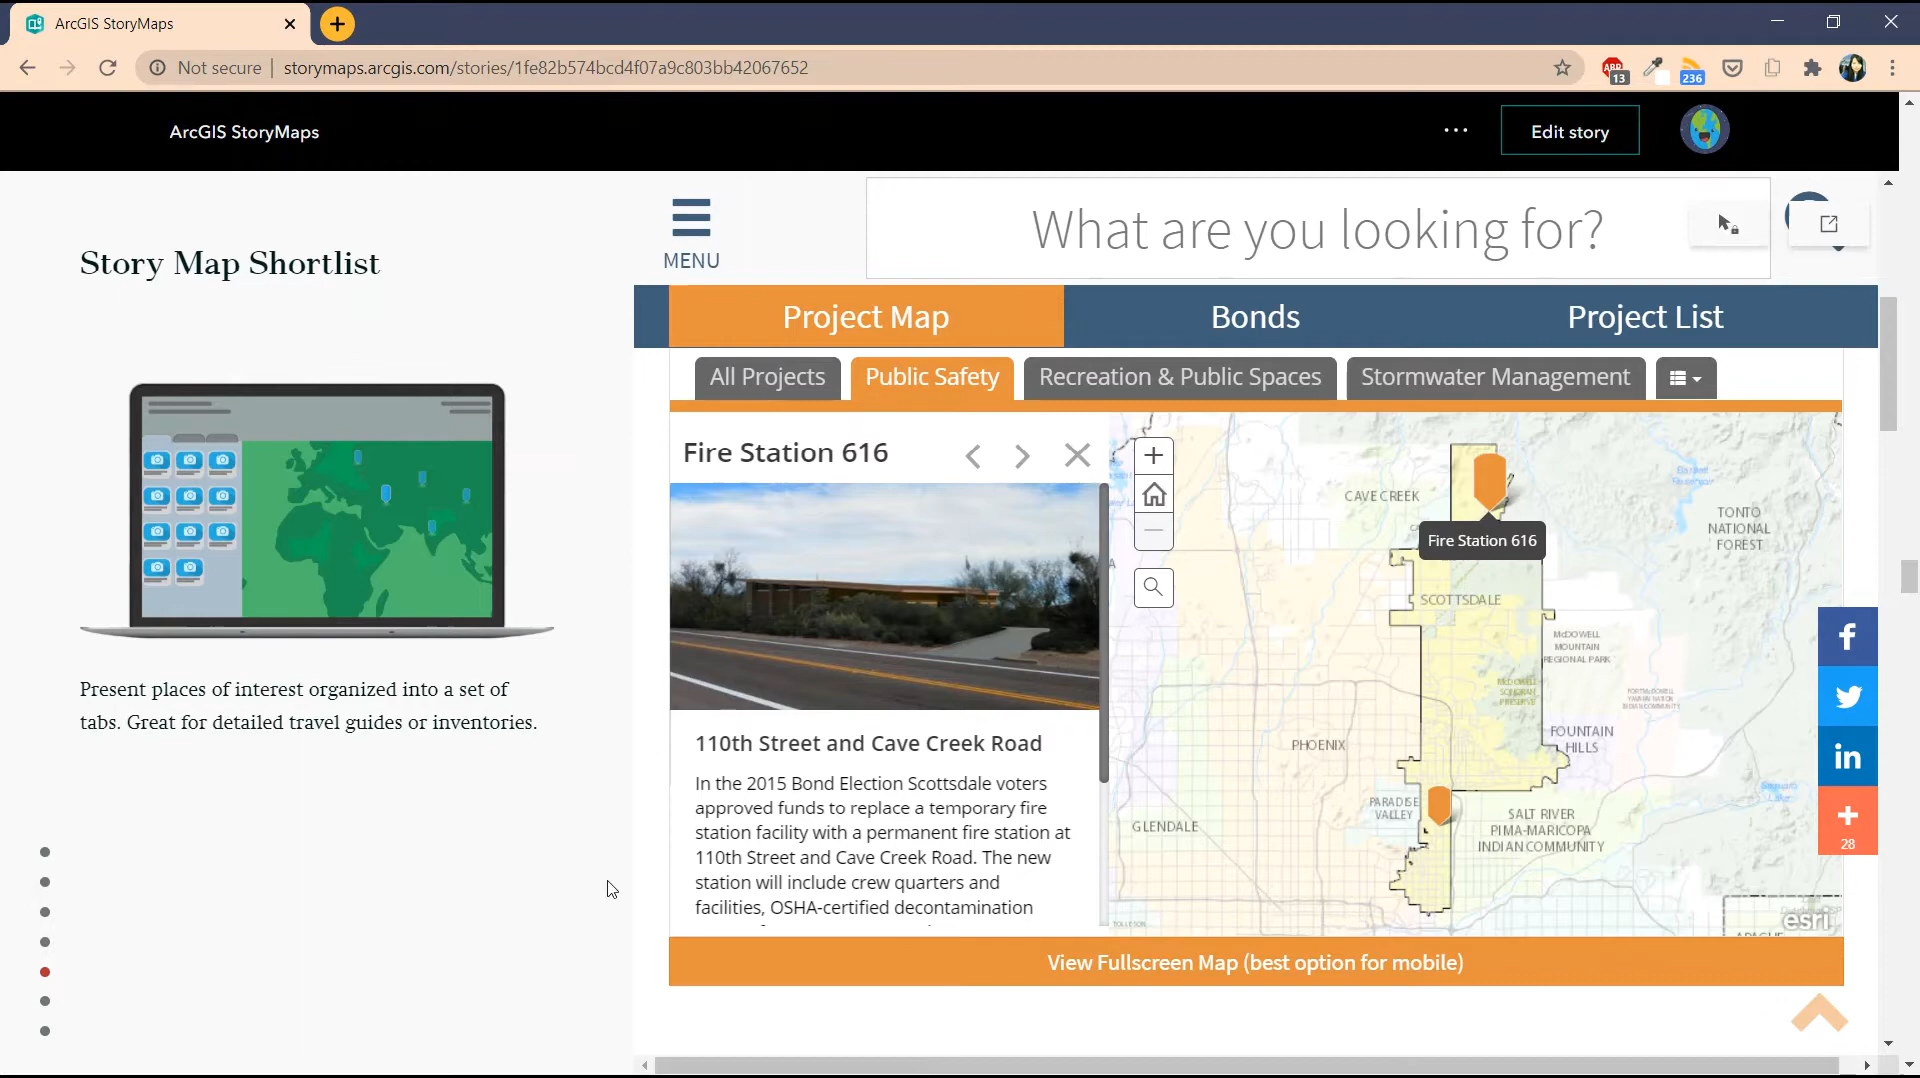 ArcGIS StoryMaps
Not secure
storymaps.arcgis.com/stories/1fe82b574bcd4f07a9c803bb42067652
ABP
13
236
ArcGIS StoryMaps
Edit story
Story Map Shortlist
MENU
What are you looking for?
Project Map
Bonds
Project List
All Projects
Public Safety
Recreation & Public Spaces
Stormwater Management
Fire Station 616
CAVE CREEK
TONTO
NATIONAL
FOREST
Fire Station 616
SCOTTSDALE
McDOWELL
MOUNTAIN
REGIONAL PARK
FOUNTAIN
HILLS
PHOENIX
PARADISE
VALLEY
GLENDALE
SALT RIVER
PIMA-MARICOPA
INDIAN COMMUNITY
esri
Present places of interest organized into a set of
tabs. Great for detailed travel guides or inventories.
110th Street and Cave Creek Road
In the 2015 Bond Election Scottsdale voters
approved funds to replace a temporary fire
station facility with a permanent fire station at
110th Street and Cave Creek Road. The new
station will include crew quarters and
facilities, OSHA-certified decontamination
28
View Fullscreen Map (best option for mobile)